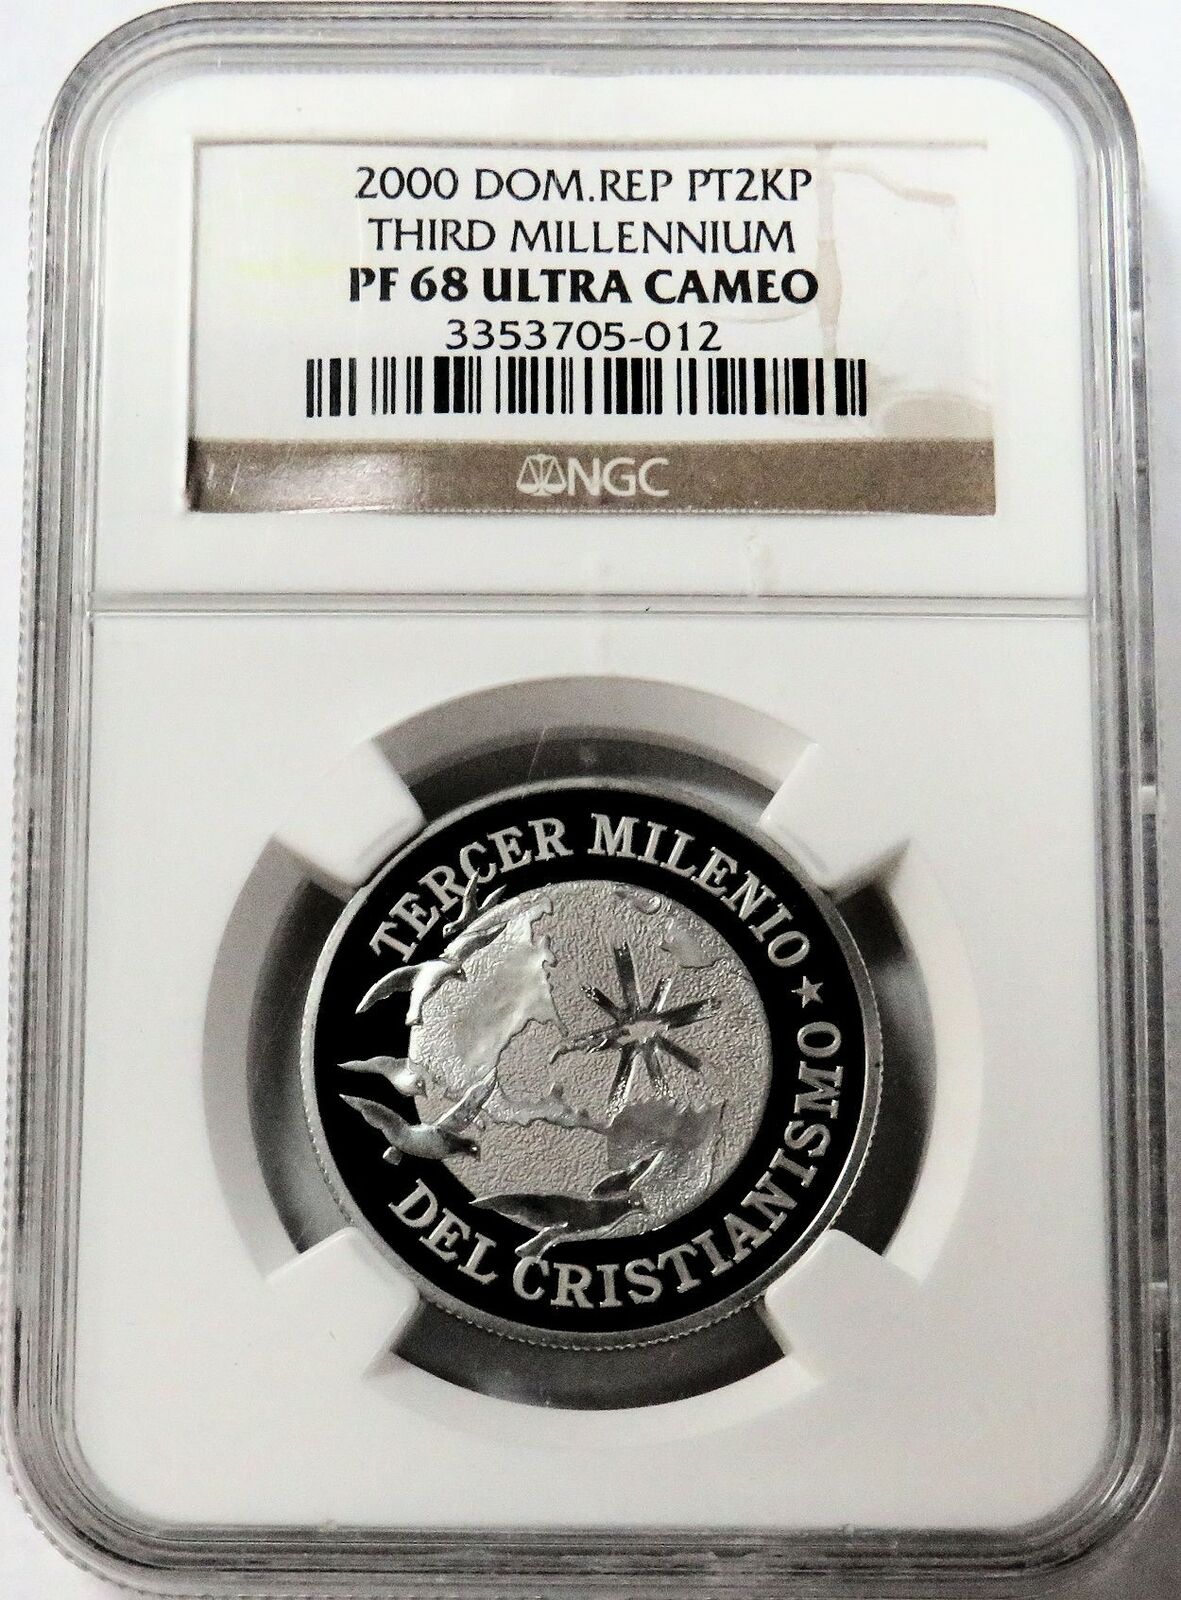 2000 DOM.REP PT2KP
THIRD MILLENNIUM
PF 68 ULTRA CAMEO
3353705-012
NGC
TERCER MILENIO ★
DEL CRISTIANISMO